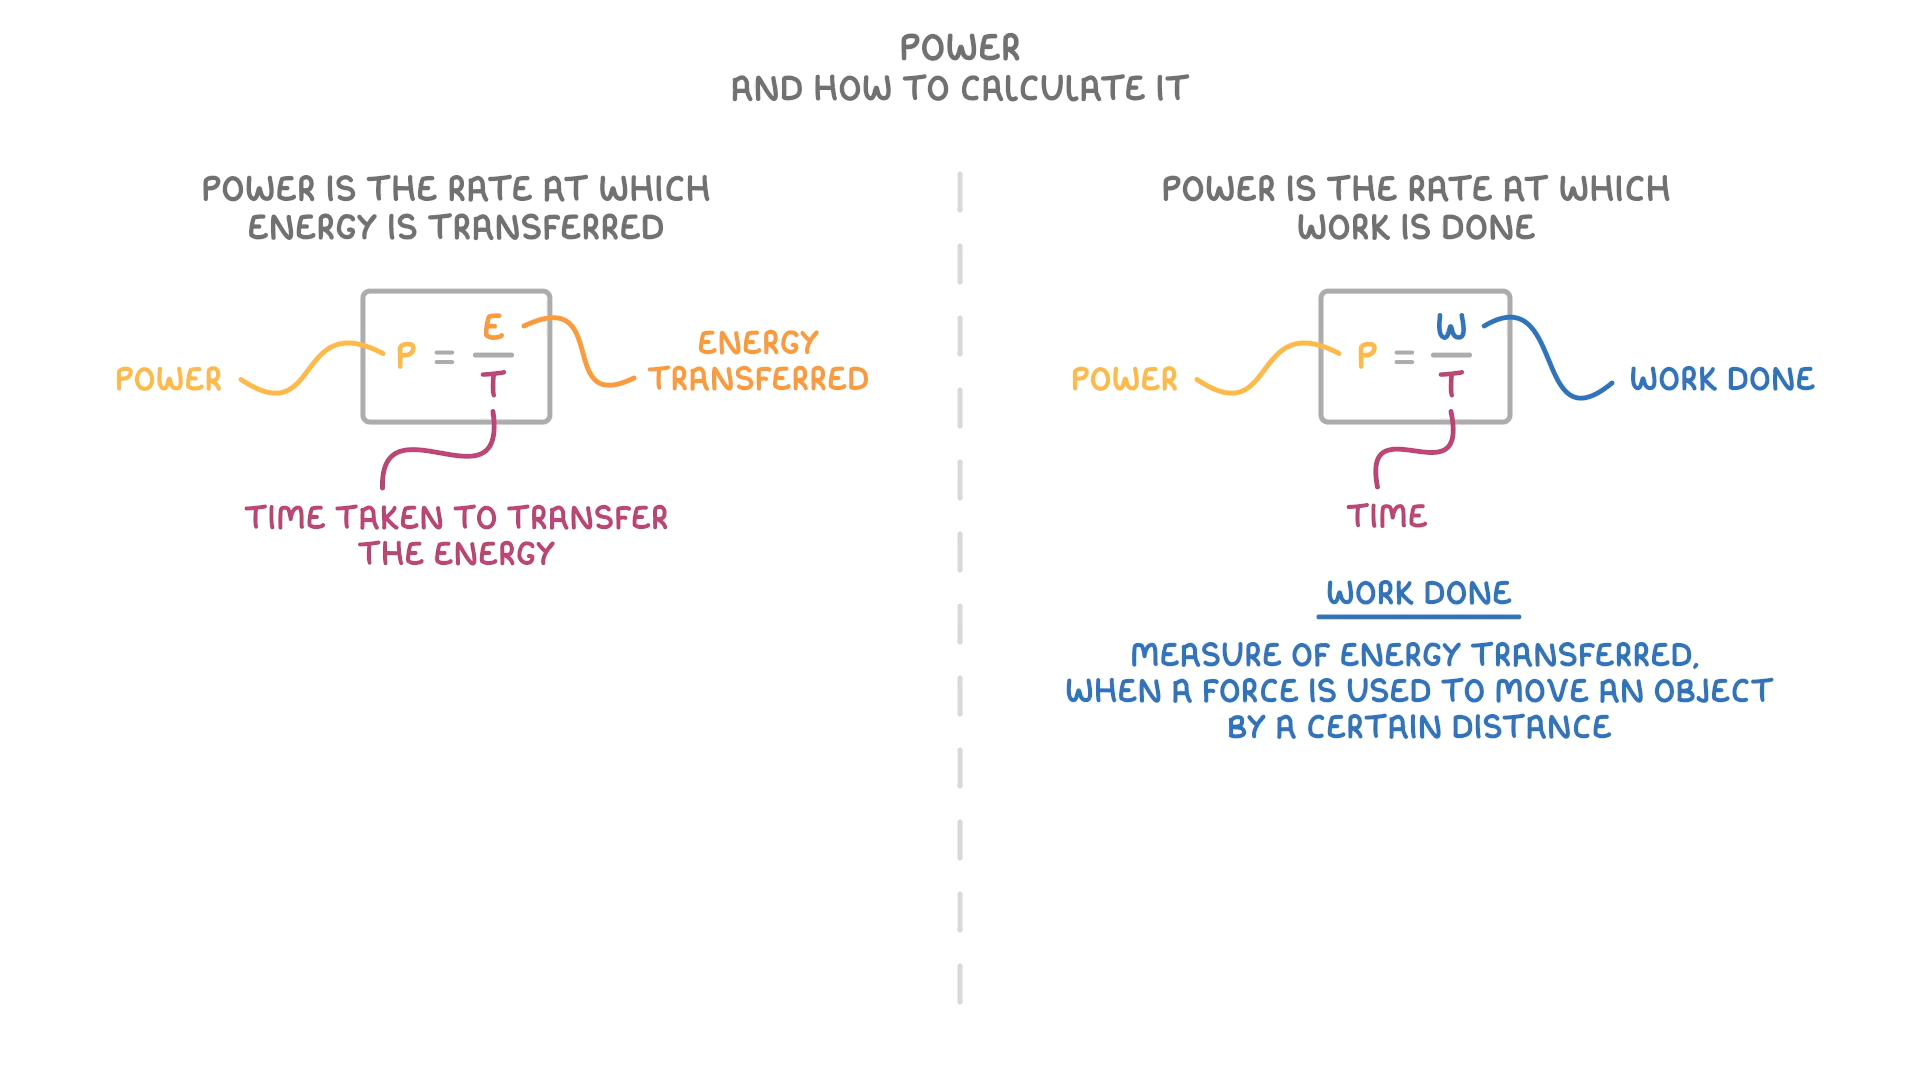 POWER
AND HOW TO CALCULATE IT
POWER IS THE RATE AT WHICH
ENERGY IS TRANSFERRED
P = E
T
POWER
ENERGY
TRANSFERRED
TIME TAKEN TO TRANSFER
THE ENERGY
POWER IS THE RATE AT WHICH
WORK IS DONE
P = W
T
POWER
WORK DONE
TIME
WORK DONE
MEASURE OF ENERGY TRANSFERRED,
WHEN A FORCE IS USED TO MOVE AN OBJECT
BY A CERTAIN DISTANCE